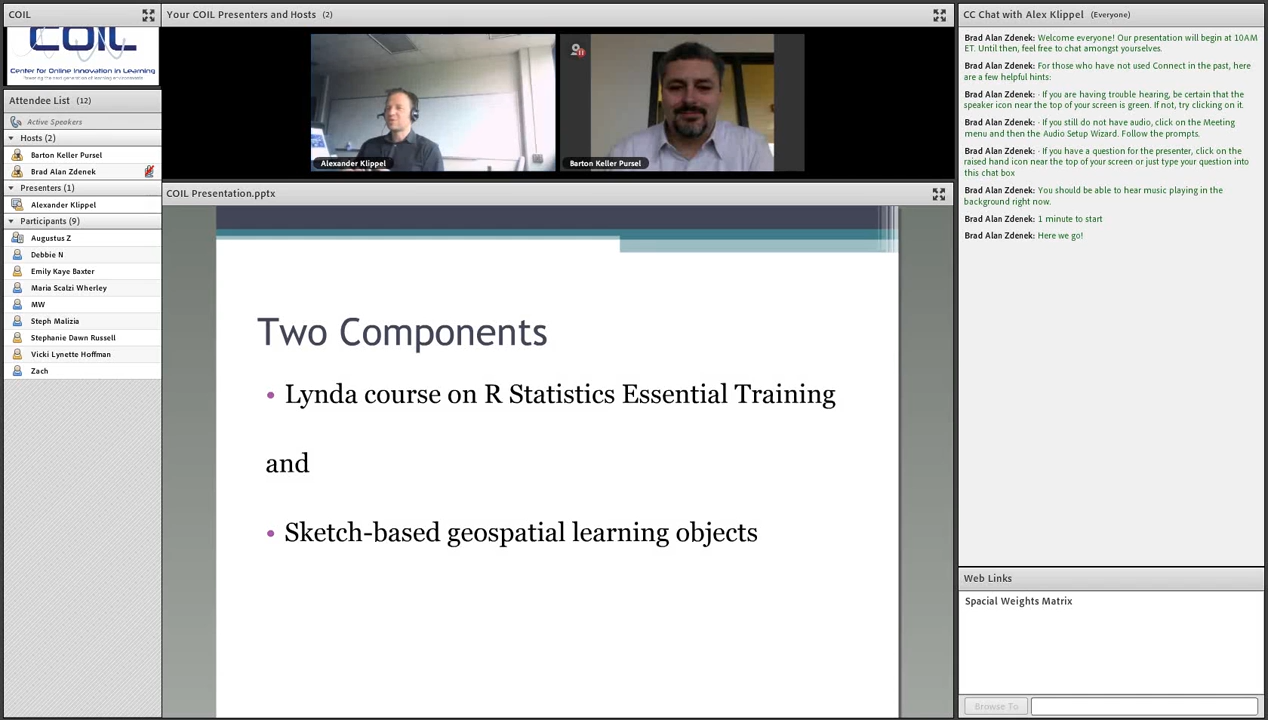 COIL
COIL
Center for Online Innovation in Learning
Attendee List (12)
Active Speakers
Hosts (2)
Barton Keller Pursel
Brad Alan Zdenek
Presenters (1)
Alexander Klippel
Participants (9)
Augustus Z
Debbie N
Emily Kaye Baxter
Maria Scalzi Wherley
MW
Steph Malizia
Stephanie Dawn Russell
Vicki Lynette Hoffman
Zach
Your COIL Presenters and Hosts (2)
Alexander Klippel
Barton Keller Pursel
COIL Presentation.pptx
Two Components
• Lynda course on R Statistics Essential Training
and
• Sketch-based geospatial learning objects
CC Chat with Alex Klippel (Everyone)
Brad Alan Zdenek: Welcome everyone! Our presentation will begin at 10AM
ET. Until then, feel free to chat amongst yourselves.
Brad Alan Zdenek: For those who have not used Connect in the past, here
are a few helpful hints:
Brad Alan Zdenek: · If you are having trouble hearing, be certain that the
speaker icon near the top of your screen is green. If not, try clicking on it.
Brad Alan Zdenek: · If you still do not have audio, click on the Meeting
menu and then the Audio Setup Wizard. Follow the prompts.
Brad Alan Zdenek: · If you have a question for the presenter, click on the
raised hand icon near the top of your screen or just type your question into
this chat box
Brad Alan Zdenek: You should be able to hear music playing in the
background right now.
Brad Alan Zdenek: 1 minute to start
Brad Alan Zdenek: Here we go!
Web Links
Spacial Weights Matrix
Browse To